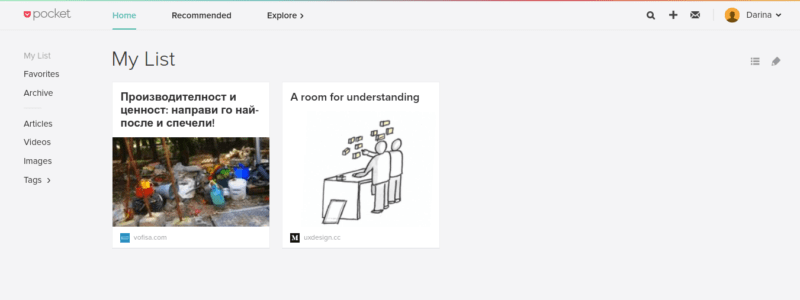 pocket
Home
Recommended
Explore
Darina
My List
Favorites
Archive
Articles
Videos
Images
Tags
My List
Производителност и
ценност: направи го най-
после и спечели!
vofisa.com
A room for understanding
M
uxdesign.cc